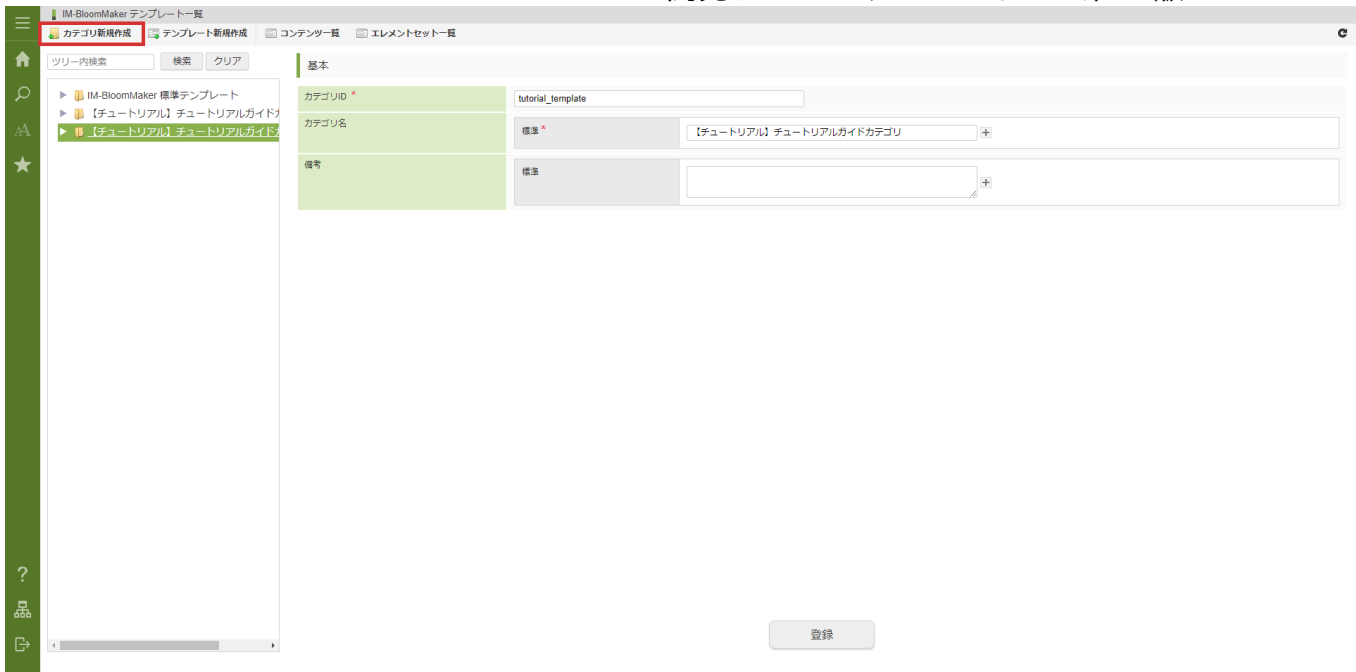 IM-BloomMaker テンプレート一覧
カテゴリ新規作成 テンプレート新規作成 コンテンツ一覧 エレメントセット一覧
ツリー内検索 検索 クリア
IM-BloomMaker 標準テンプレート
【チュートリアル】チュートリアルガイド
【チュートリアル】チュートリアルガイド
基本
カテゴリID * tutorial_template
カテゴリ名 標準 * 【チュートリアル】チュートリアルガイドカテゴリ
備考 標準
登録